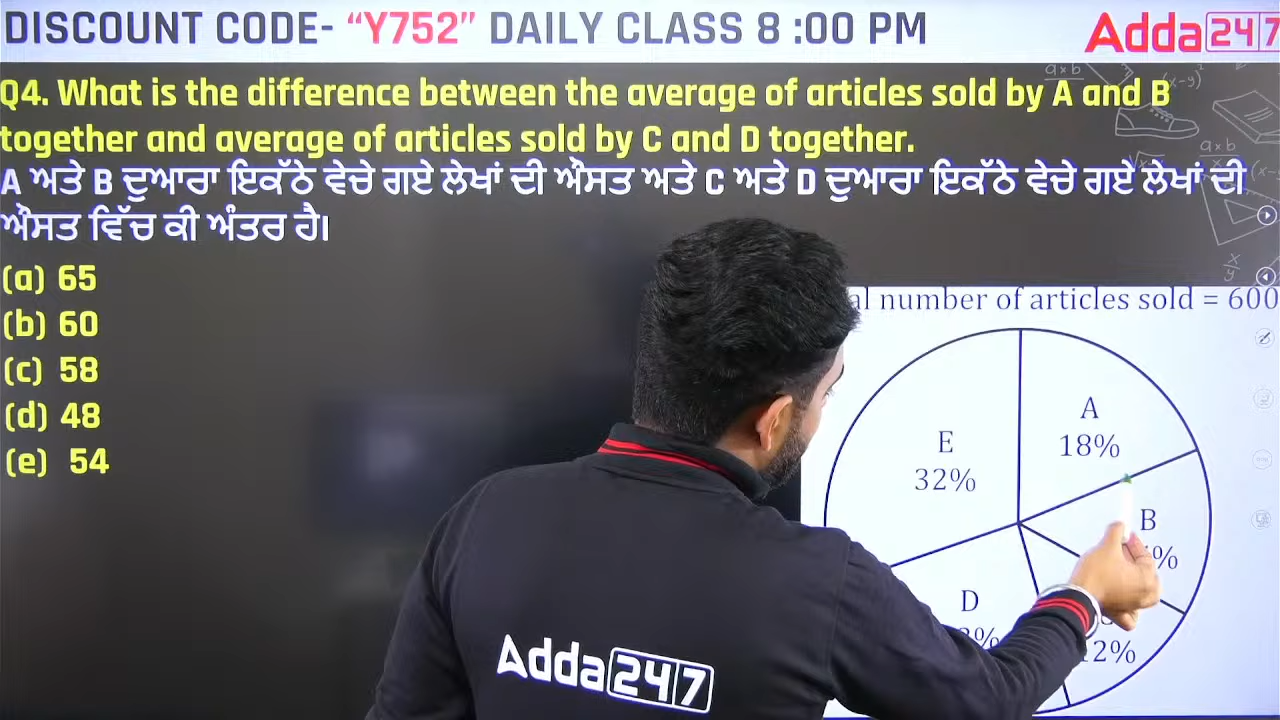 DISCOUNT CODE- “Y752” DAILY CLASS 8 :00 PM
Adda247
Q4. What is the difference between the average of articles sold by A and B
together and average of articles sold by C and D together.
A ਅਤੇ B ਦੁਆਰਾ ਇਕੱਠੇ ਵੇਚੇ ਗਏ ਲੇਖਾਂ ਦੀ ਔਸਤ ਅਤੇ C ਅਤੇ D ਦੁਆਰਾ ਇਕੱਠੇ ਵੇਚੇ ਗਏ ਲੇਖਾਂ ਦੀ
ਔਸਤ ਵਿੱਚ ਕੀ ਅੰਤਰ ਹੈ।
(a) 65
(b) 60
(c) 58
(d) 48
(e) 54
number of articles sold = 600
A
18%
E
32%
B
D
12%
Adda247